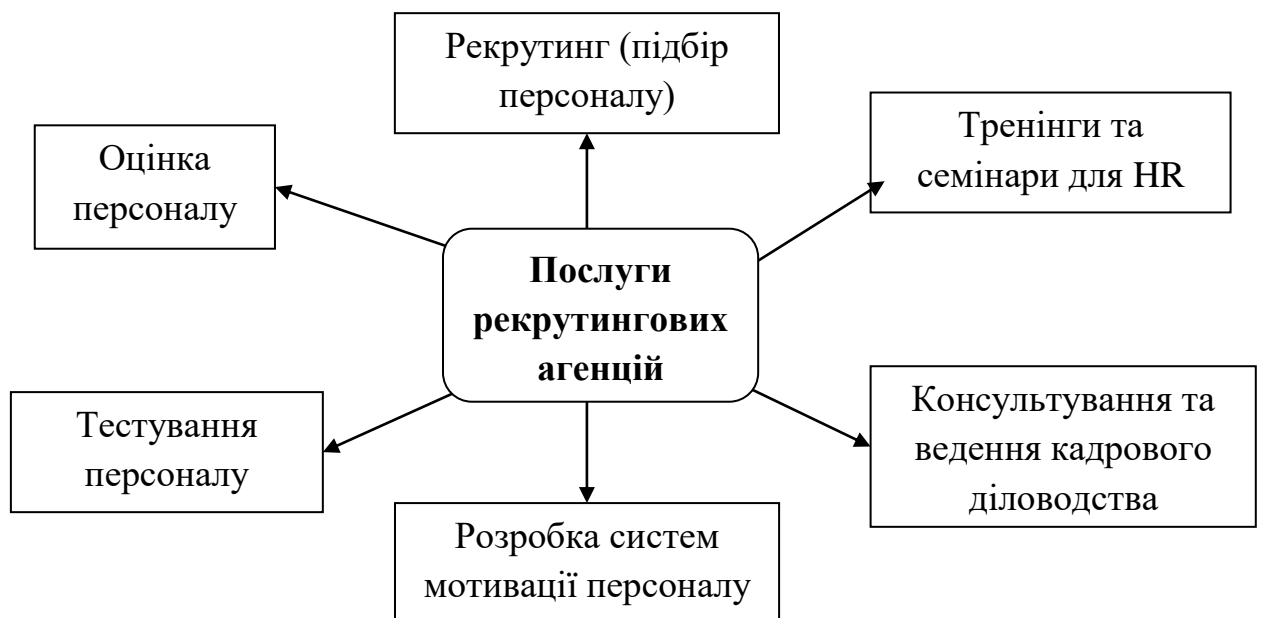 Рекрутинг (підбір
персоналу)
Оцінка
персоналу
Тренінги та
семінари для HR
Послуги
рекрутингових
агенцій
Тестування
персоналу
Консультування та
ведення кадрового
діловодства
Розробка систем
мотивації персоналу